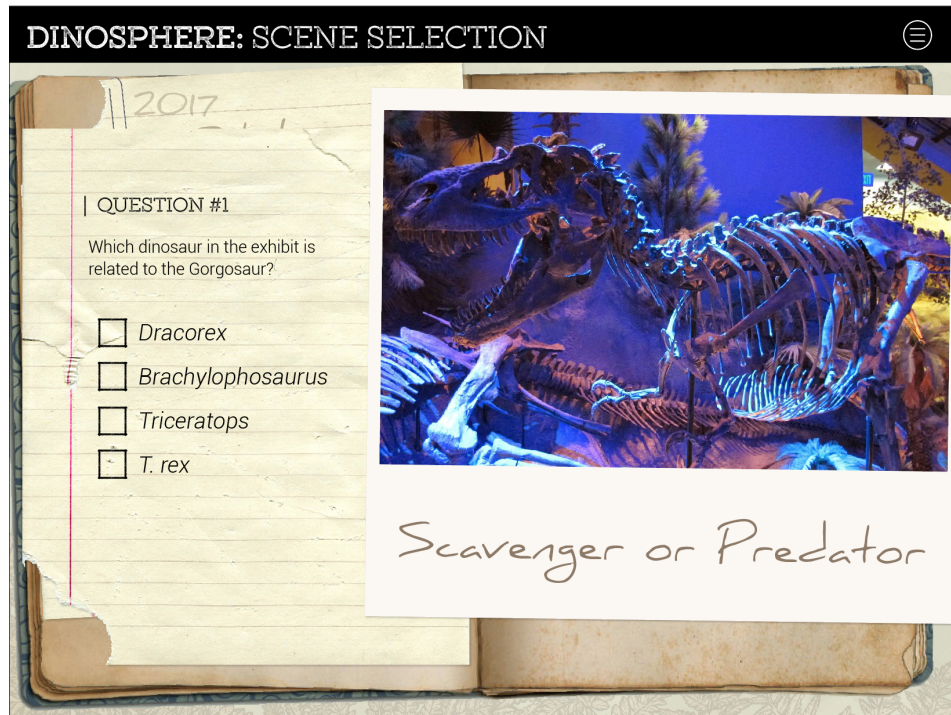 DINOSPHERE: SCENE SELECTION
2017
| QUESTION #1
Which dinosaur in the exhibit is
related to the Gorgosaur?
Dracorex
Brachylophosaurus
Triceratops
T. rex
Scavenger or Predator